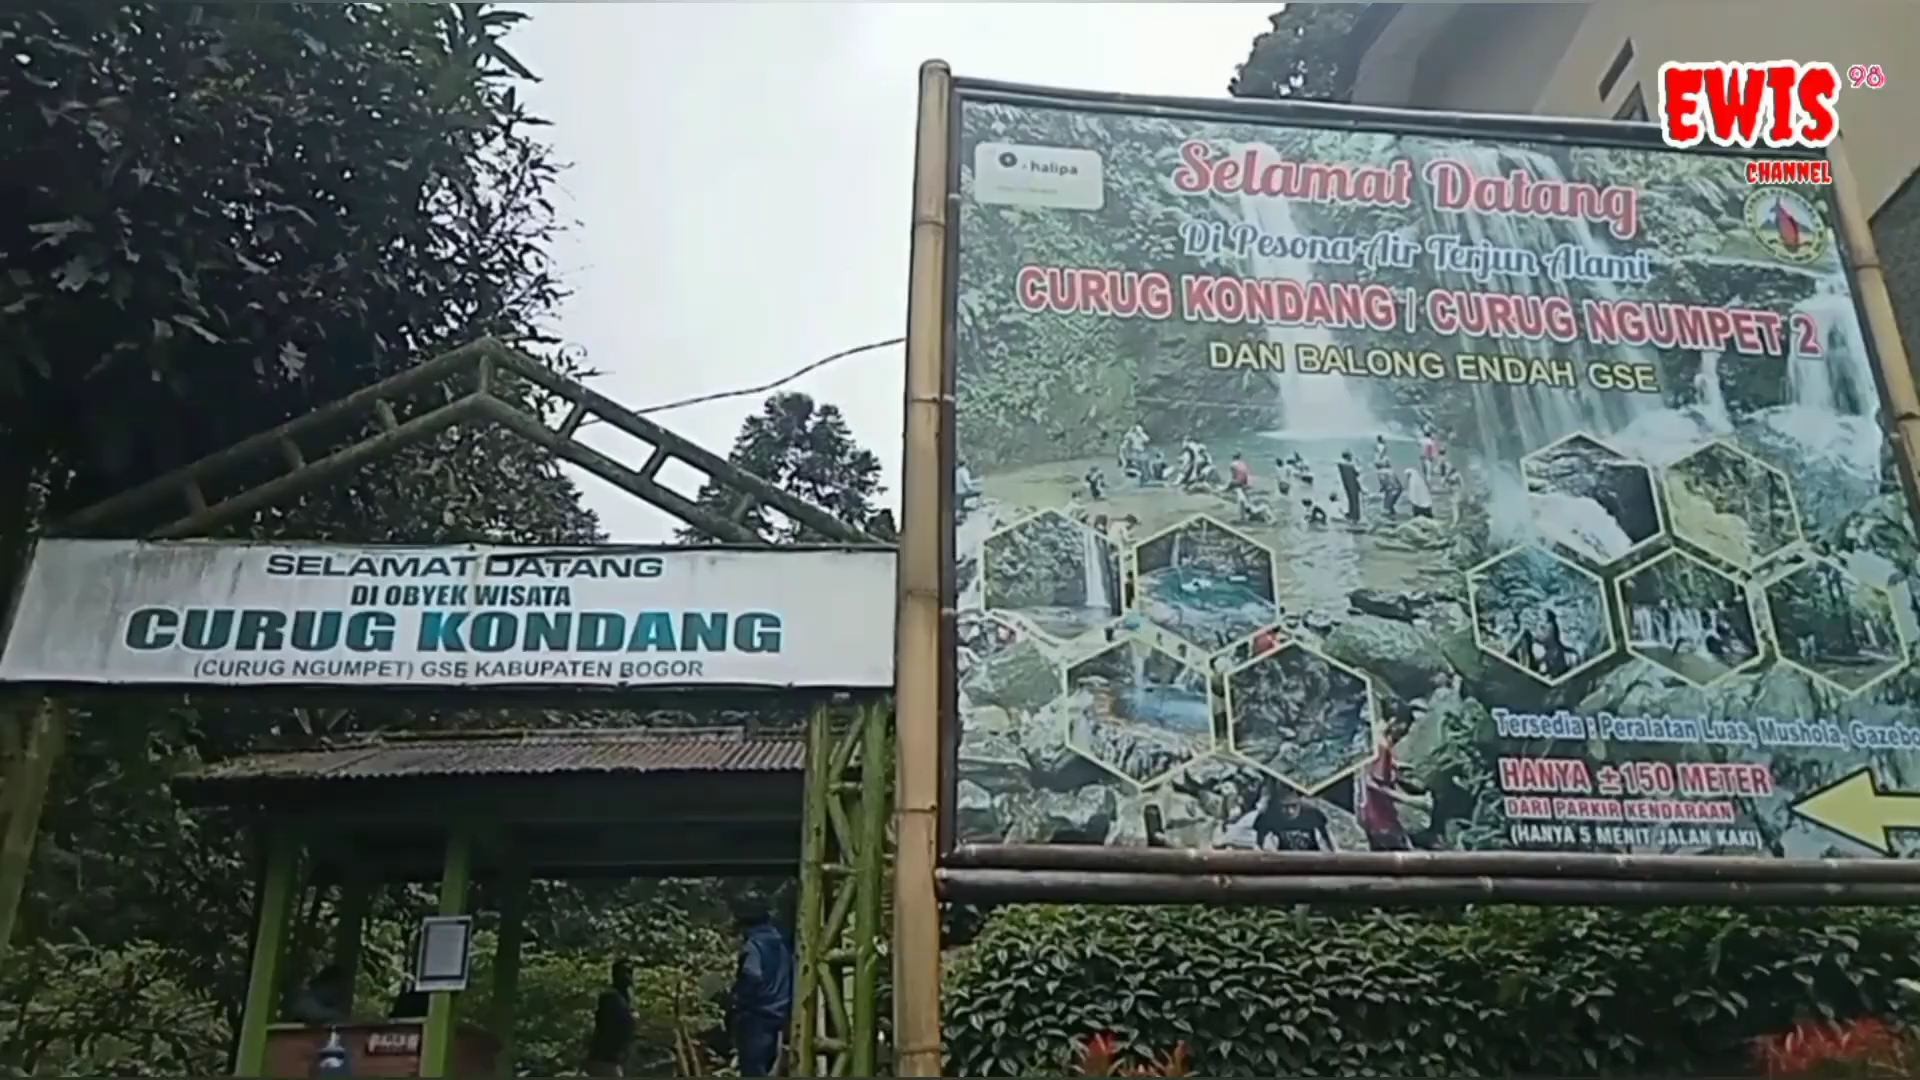 SELAMAT DATANG
DI OBYEK WISATA
CURUG KONDANG
(CURUG NGUMPET) GSE KABUPATEN BOGOR
halipa
Selamat Datang
Di Pesona Air Terjun Alami
CURUG KONDANG / CURUG NGUMPET 2
DAN BALONG ENDAH GSE
Tersedia : Peralatan Luas, Mushola, Gazebo
HANYA ±150 METER
DARI PARKIR KENDARAAN
(HANYA 5 MENIT JALAN KAKI)
EWIS 98
CHANNEL